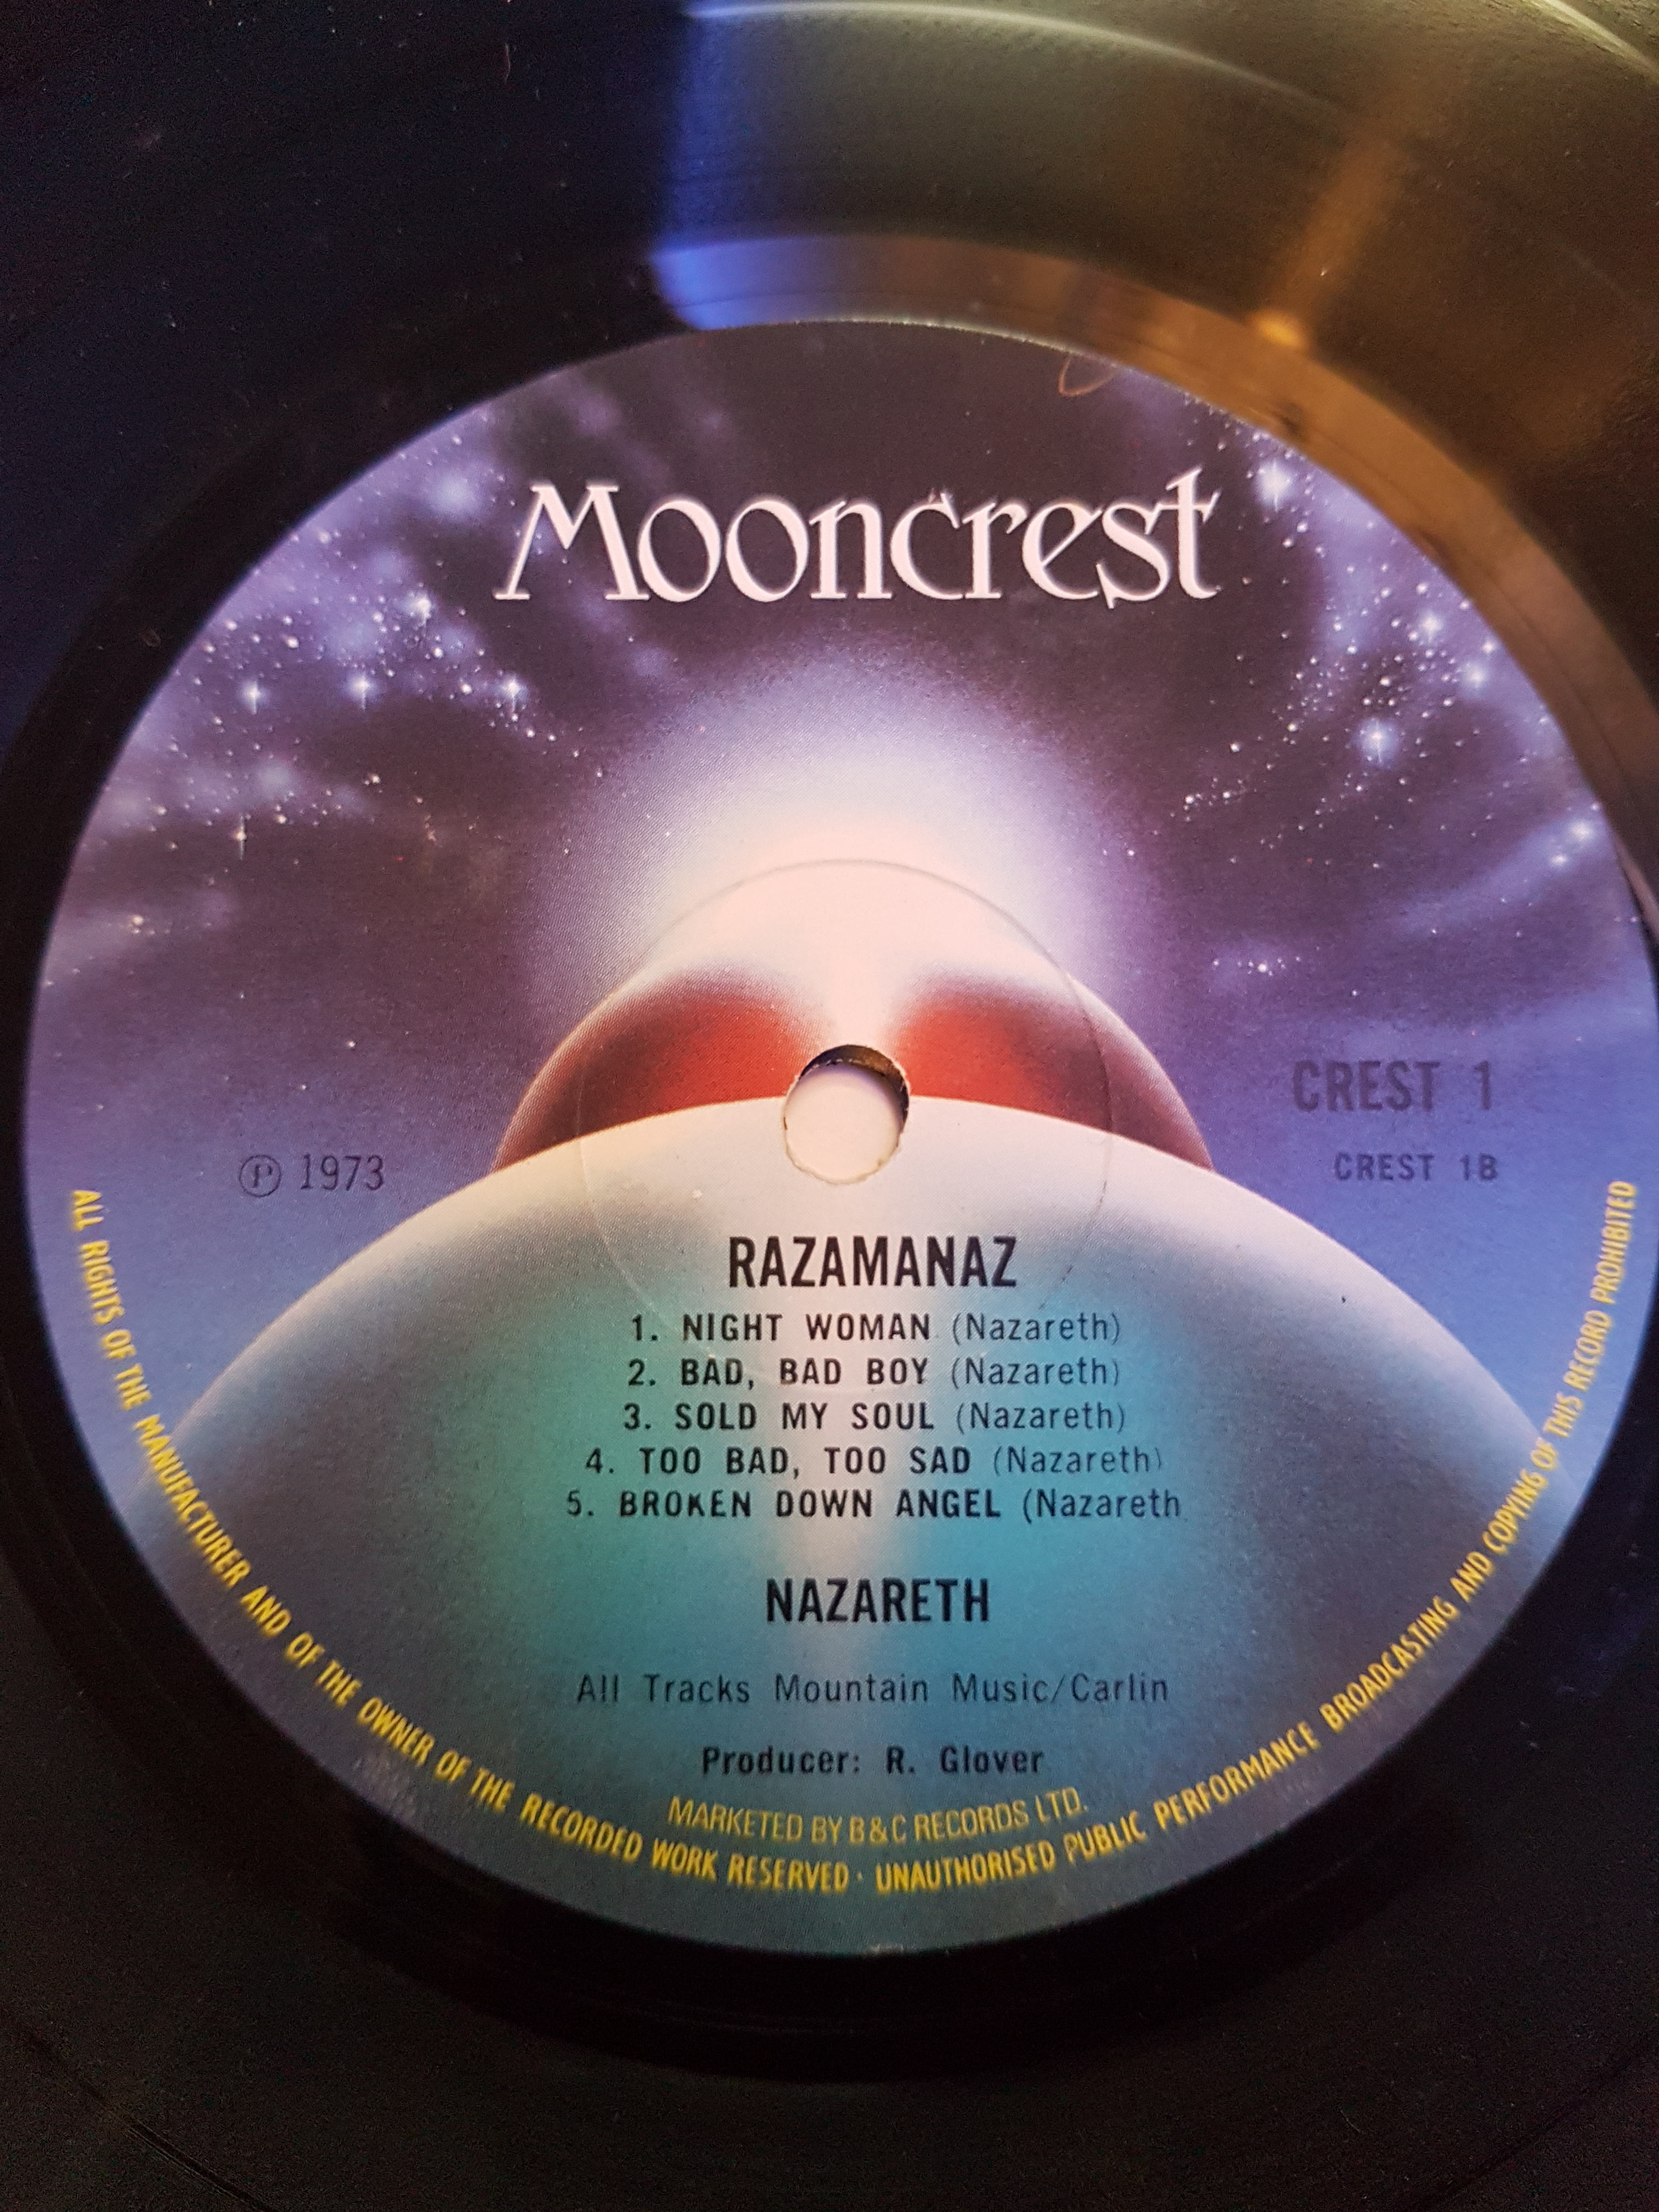 Mooncrest
CREST 1
CREST 1B
Ⓟ 1973
RAZAMANAZ
1. NIGHT WOMAN (Nazareth)
2. BAD, BAD BOY (Nazareth)
3. SOLD MY SOUL (Nazareth)
4. TOO BAD, TOO SAD (Nazareth)
5. BROKEN DOWN ANGEL (Nazareth
NAZARETH
All Tracks Mountain Music/Carlin
Producer: R. Glover
MARKETED BY B&C RECORDS LTD.
ALL RIGHTS OF THE MANUFACTURER AND OF THE OWNER OF THE RECORDED WORK RESERVED · UNAUTHORISED PUBLIC PERFORMANCE BROADCASTING AND COPYING OF THIS RECORD PROHIBITED